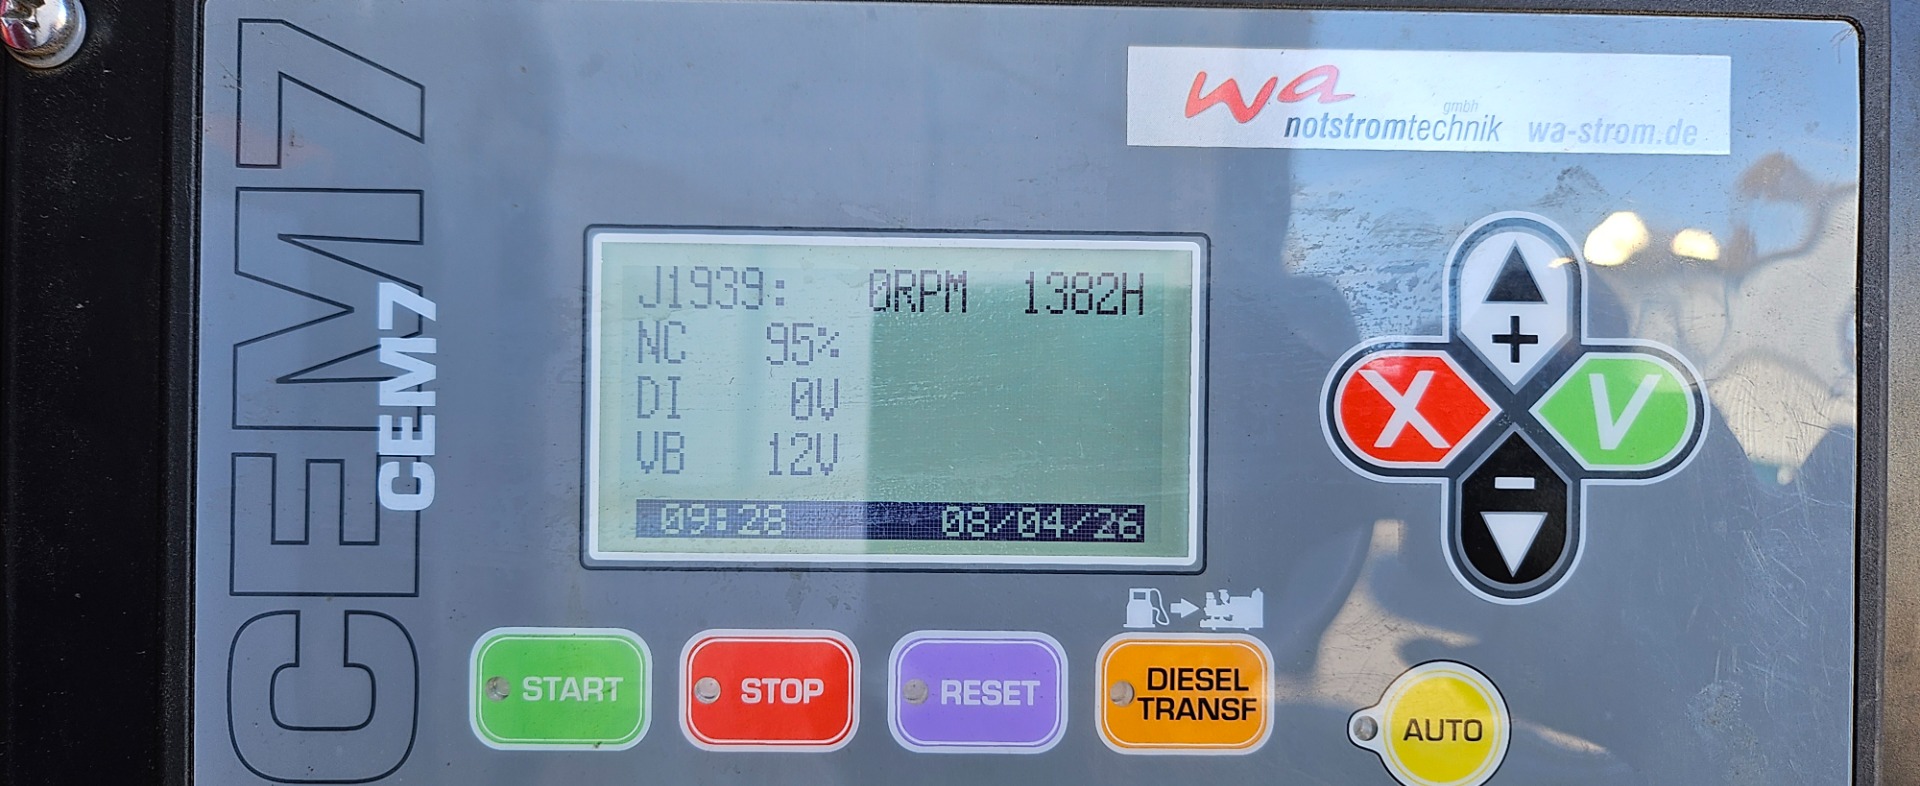 CEM7
CEM7
wa
gmbh
notstromtechnik wa-strom.de
J1939: 0RPM 1382H
NC 95%
DI 0V
VB 12V
09:28 08/04/26
+
X V
-
START STOP RESET DIESEL TRANSF AUTO